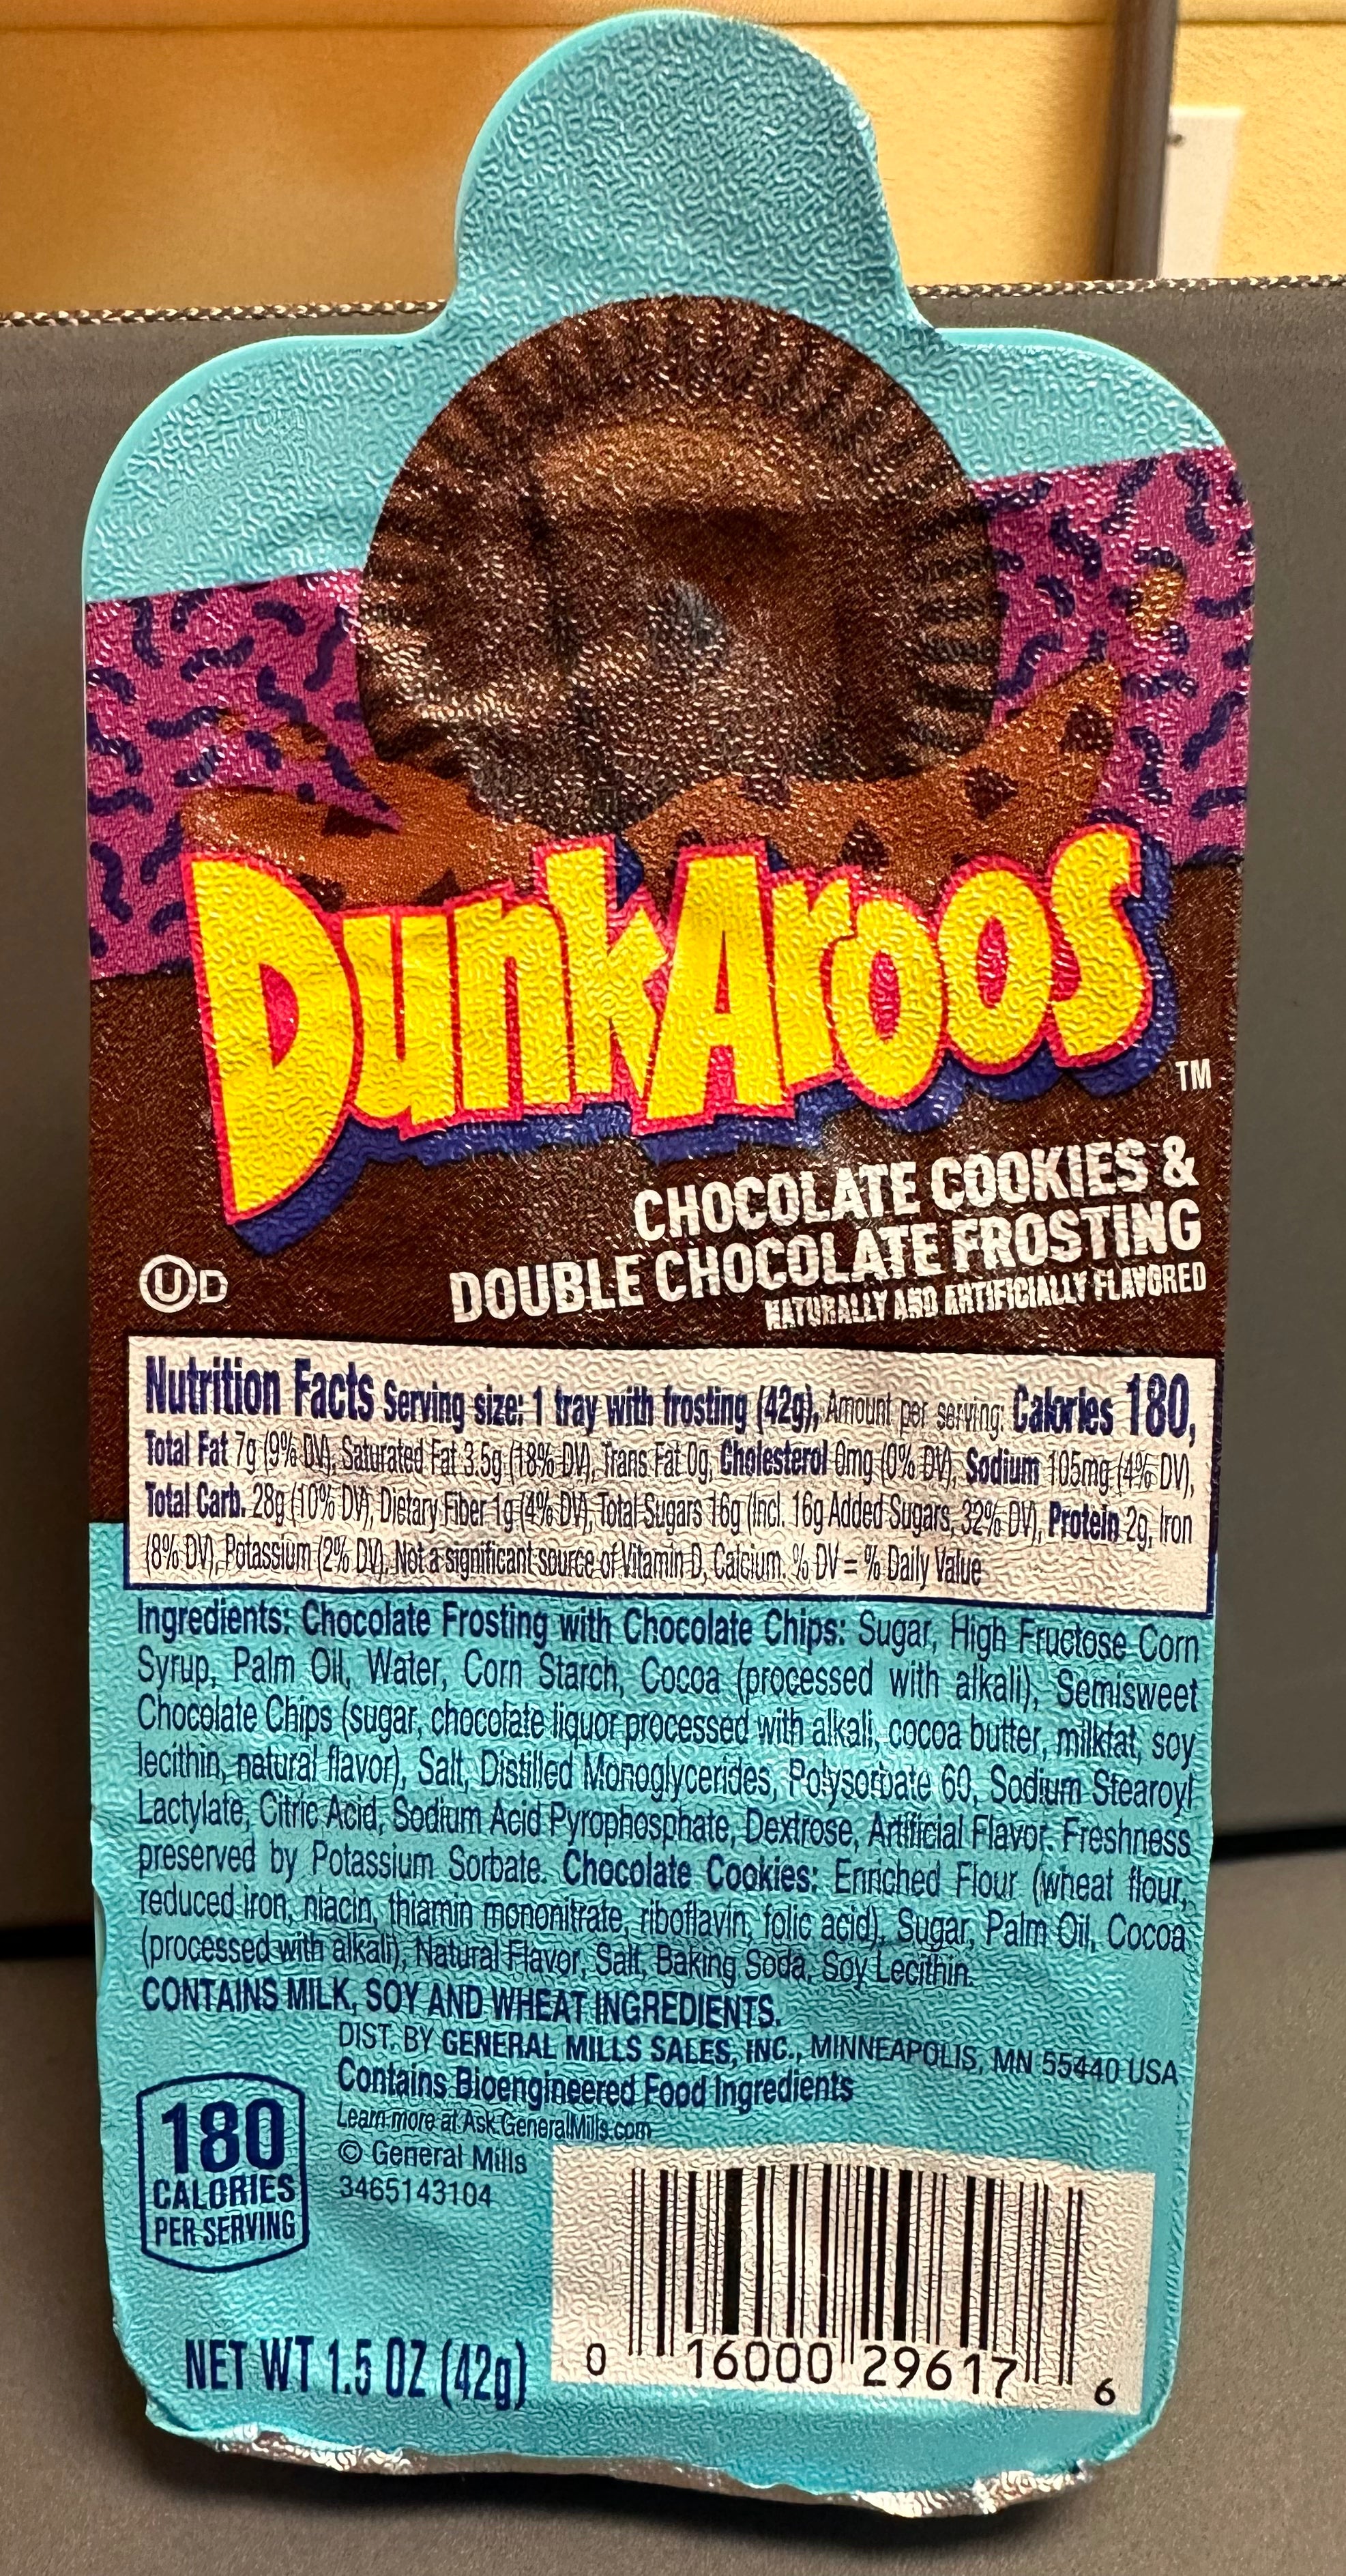 DunkAroos
TM
CHOCOLATE COOKIES &
DOUBLE CHOCOLATE FROSTING
NATURALLY AND ARTIFICIALLY FLAVORED
U D
Nutrition Facts Serving size: 1 tray with frosting (42g), Amount per serving: Calories 180,
Total Fat 7g (9% DV), Saturated Fat 3.5g (18% DV), Trans Fat 0g, Cholesterol 0mg (0% DV), Sodium 105mg (4% DV),
Total Carb. 28g (10% DV), Dietary Fiber 1g (4% DV), Total Sugars 16g (Incl. 16g Added Sugars, 32% DV), Protein 2g, Iron
(8% DV), Potassium (2% DV). Not a significant source of Vitamin D, Calcium. % DV = % Daily Value
Ingredients: Chocolate Frosting with Chocolate Chips: Sugar, High Fructose Corn
Syrup, Palm Oil, Water, Corn Starch, Cocoa (processed with alkali), Semisweet
Chocolate Chips (sugar, chocolate liquor processed with alkali, cocoa butter, milkfat, soy
lecithin, natural flavor), Salt, Distilled Monoglycerides, Polysorbate 60, Sodium Stearoyl
Lactylate, Citric Acid, Sodium Acid Pyrophosphate, Dextrose, Artificial Flavor. Freshness
preserved by Potassium Sorbate. Chocolate Cookies: Enriched Flour (wheat flour,
reduced iron, niacin, thiamin mononitrate, riboflavin, folic acid), Sugar, Palm Oil, Cocoa
(processed with alkali), Natural Flavor, Salt, Baking Soda, Soy Lecithin.
CONTAINS MILK, SOY AND WHEAT INGREDIENTS.
DIST. BY GENERAL MILLS SALES, INC., MINNEAPOLIS, MN 55440 USA
Contains Bioengineered Food Ingredients
Learn more at Ask.GeneralMills.com
© General Mills
3465143104
180
CALORIES
PER SERVING
NET WT 1.5 OZ (42g)
0 16000 29617 6